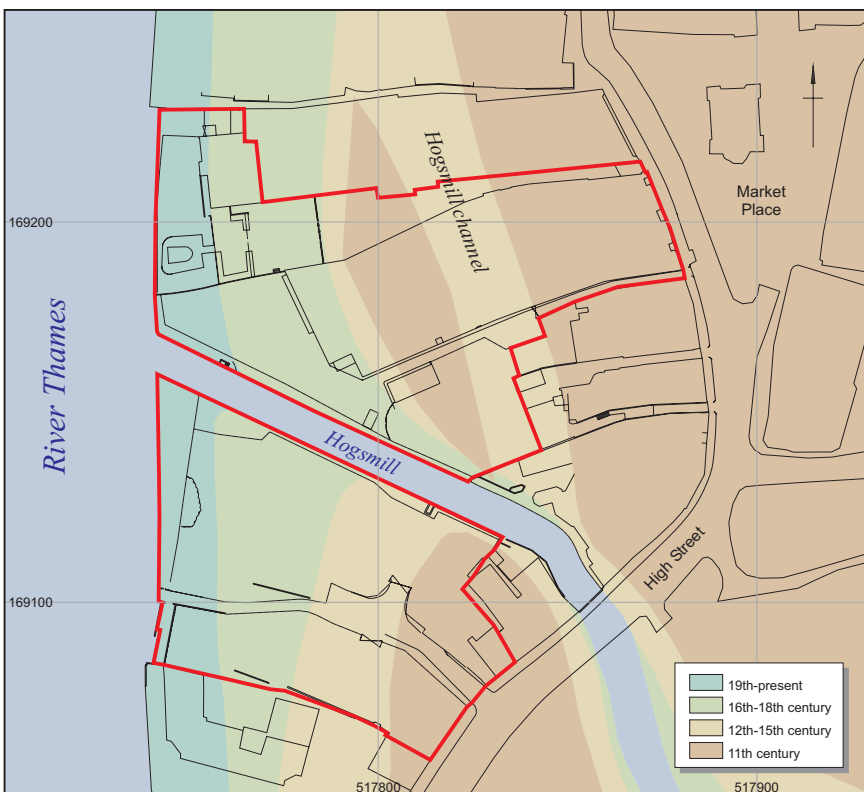 Hogsmill channel
Market
Place
169200
River Thames
Hogsmill
High Street
169100
19th-present
16th-18th century
12th-15th century
11th century
517800
517900